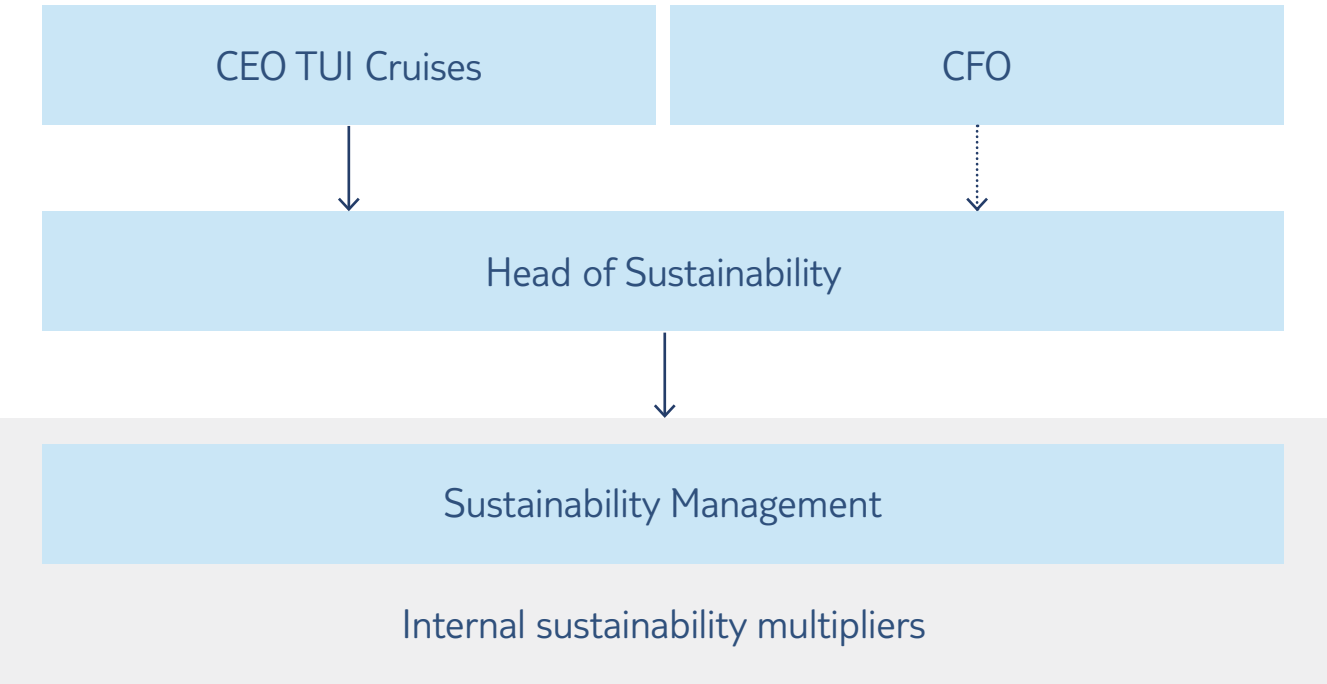 CEO TUI Cruises
CFO
Head of Sustainability
Sustainability Management
Internal sustainability multipliers